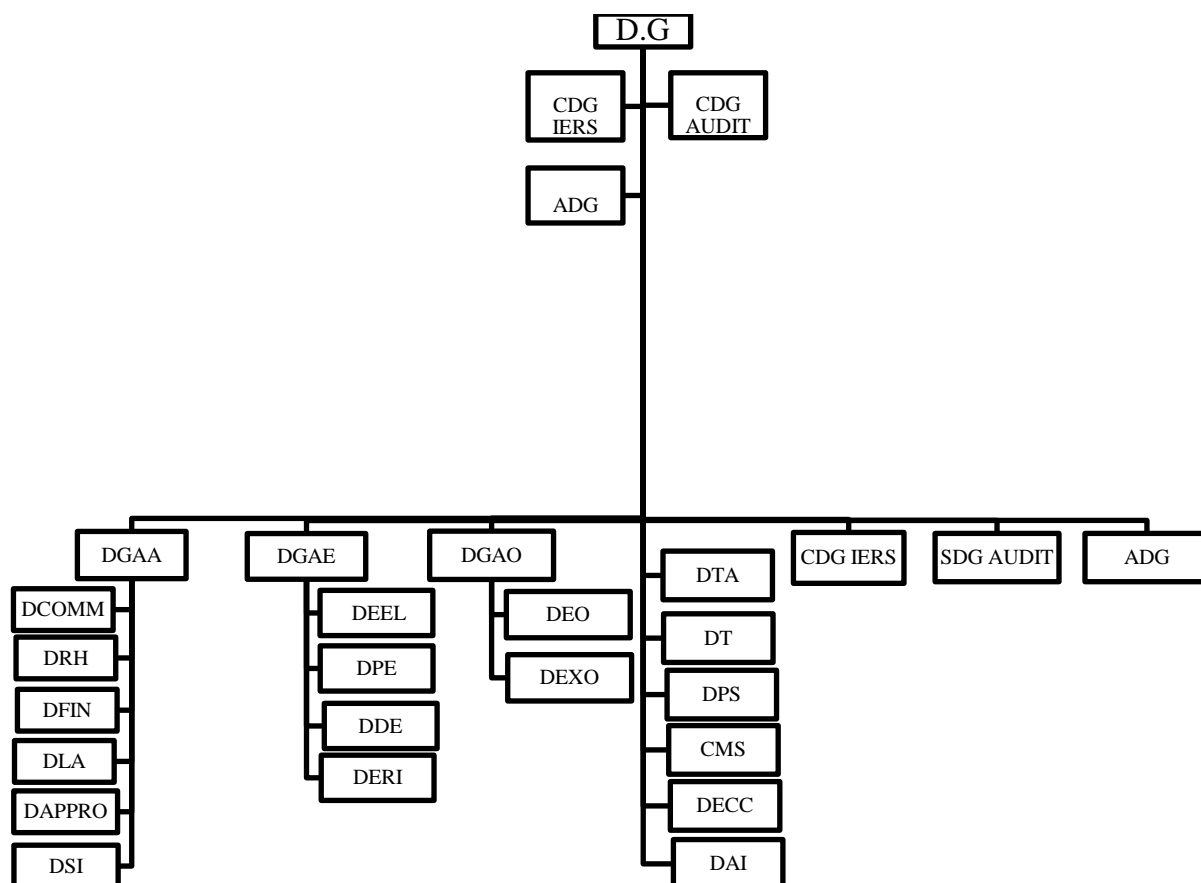 D.G
CDG
IERS
CDG
AUDIT
ADG
DGAA
DGAE
DGAO
CDG IERS
SDG AUDIT
ADG
DCOMM
DRH
DFIN
DLA
DAPPRO
DSI
DEEL
DPE
DDE
DERI
DEO
DEXO
DTA
DT
DPS
CMS
DECC
DAI